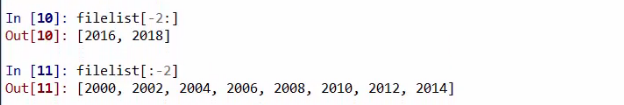 In [10]: filelist[-2:]
Out[10]: [2016, 2018]
In [11]: filelist[:-2]
Out[11]: [2000, 2002, 2004, 2006, 2008, 2010, 2012, 2014]